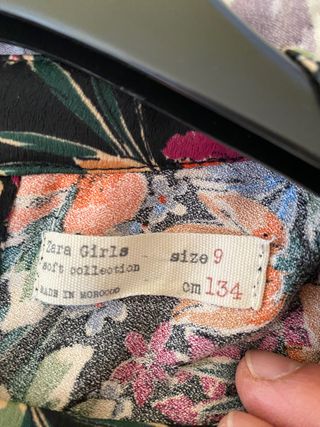 Zara Girls size 9
soft collection
MADE IN MOROCCO cm 134